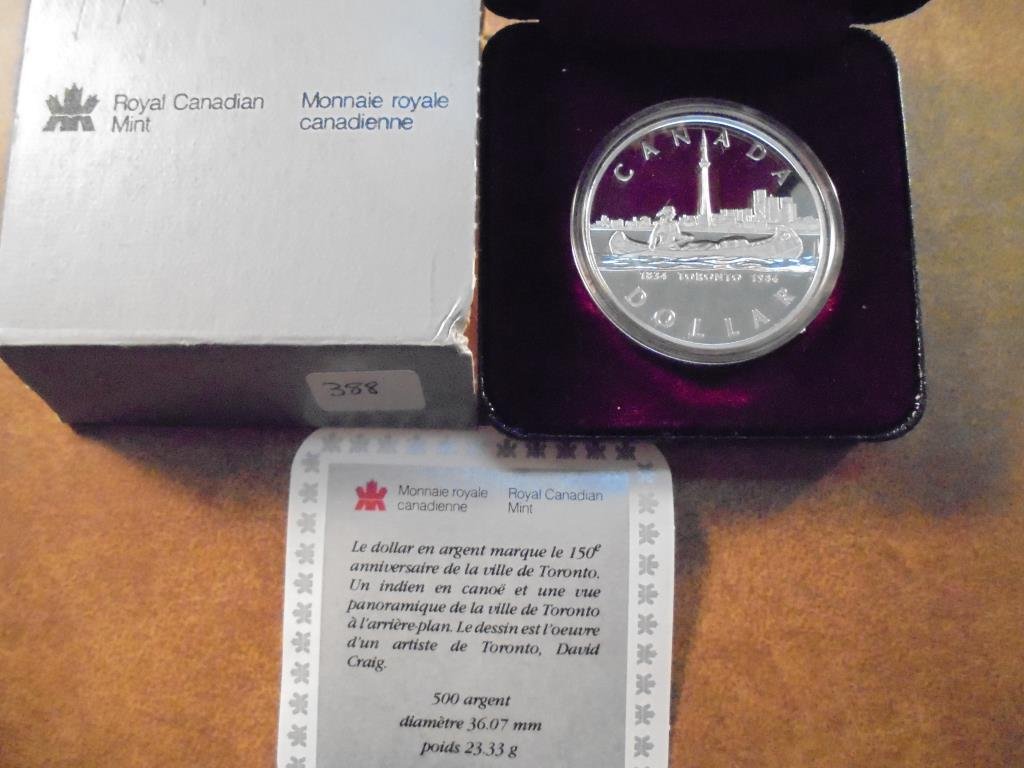 Royal Canadian
Mint
Monnaie royale
canadienne
CANADA
1834 TORONTO 1984
DOLLAR
388
Monnaie royale
canadienne
Royal Canadian
Mint
Le dollar en argent marque le 150e
anniversaire de la ville de Toronto.
Un indien en canoë et une vue
panoramique de la ville de Toronto
à l'arrière-plan. Le dessin est l'oeuvre
d'un artiste de Toronto, David
Craig.
500 argent
diamètre 36.07 mm
poids 23.33 g